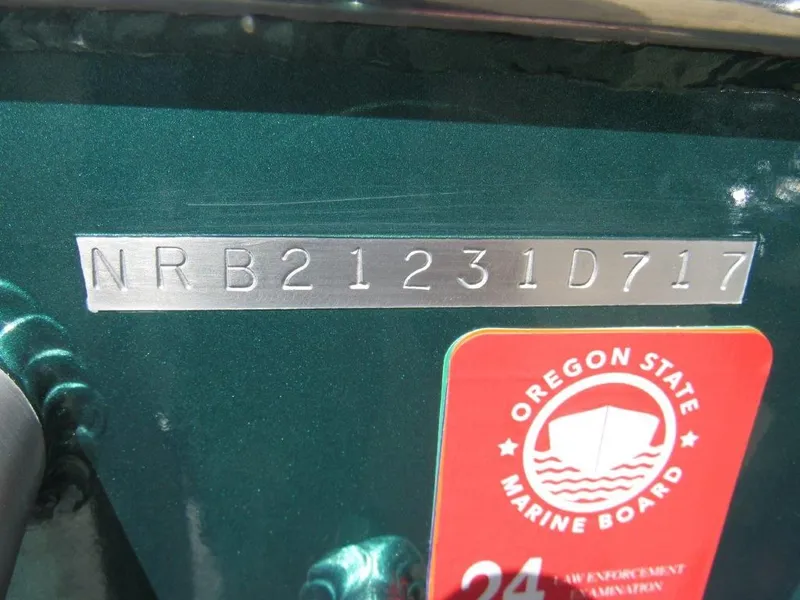 NRB21231D717
OREGON STATE
MARINE BOARD
24 LAW ENFORCEMENT
EXAMINATION